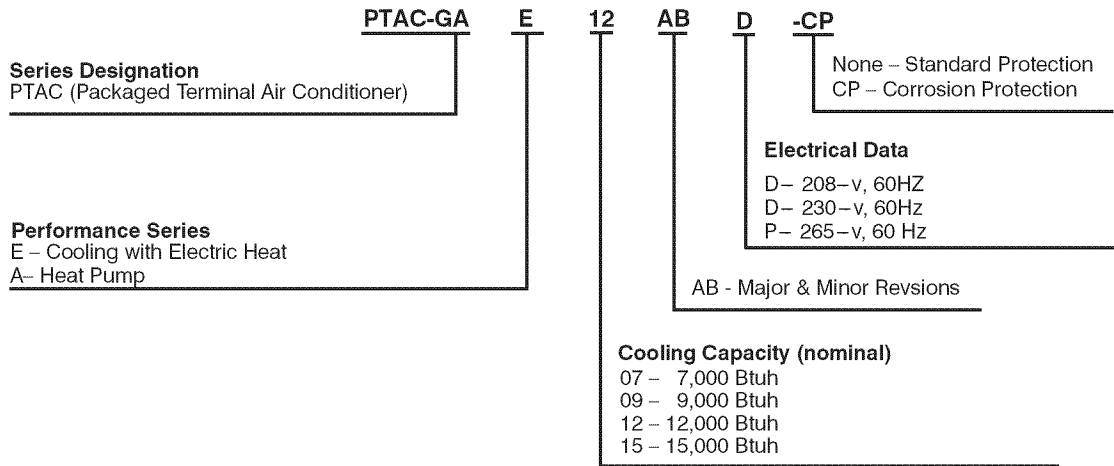 PTAC-GA E 12 AB D -CP
Series Designation
PTAC (Packaged Terminal Air Conditioner)
None – Standard Protection
CP – Corrosion Protection
Electrical Data
D– 208–v, 60HZ
D– 230–v, 60Hz
P– 265–v, 60 Hz
Performance Series
E – Cooling with Electric Heat
A– Heat Pump
AB - Major & Minor Revsions
Cooling Capacity (nominal)
07 – 7,000 Btuh
09 – 9,000 Btuh
12 – 12,000 Btuh
15 – 15,000 Btuh